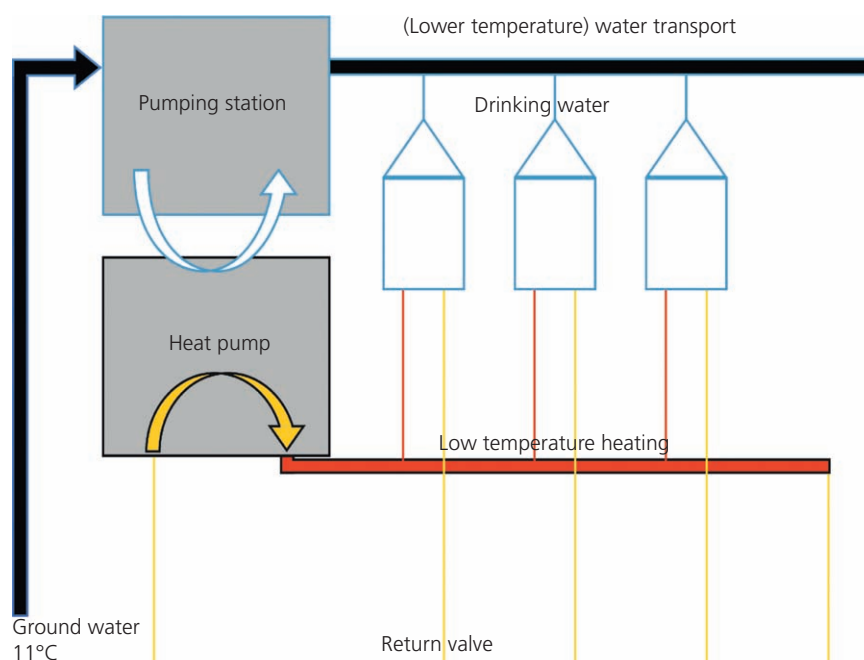 (Lower temperature) water transport
Pumping station
Drinking water
Heat pump
Low temperature heating
Ground water
11°C
Return valve